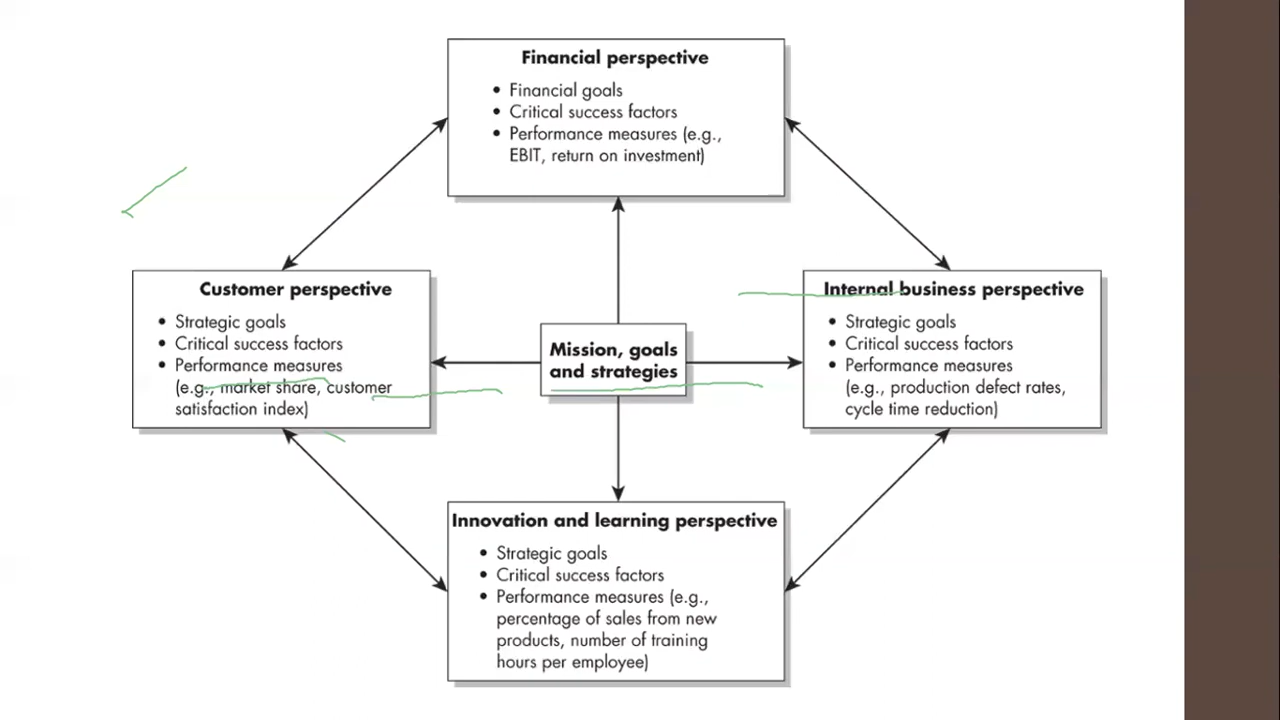 Financial perspective
• Financial goals
• Critical success factors
• Performance measures (e.g.,
EBIT, return on investment)
Customer perspective
• Strategic goals
• Critical success factors
• Performance measures
(e.g., market share, customer
satisfaction index)
Mission, goals
and strategies
Internal business perspective
• Strategic goals
• Critical success factors
• Performance measures
(e.g., production defect rates,
cycle time reduction)
Innovation and learning perspective
• Strategic goals
• Critical success factors
• Performance measures (e.g.,
percentage of sales from new
products, number of training
hours per employee)